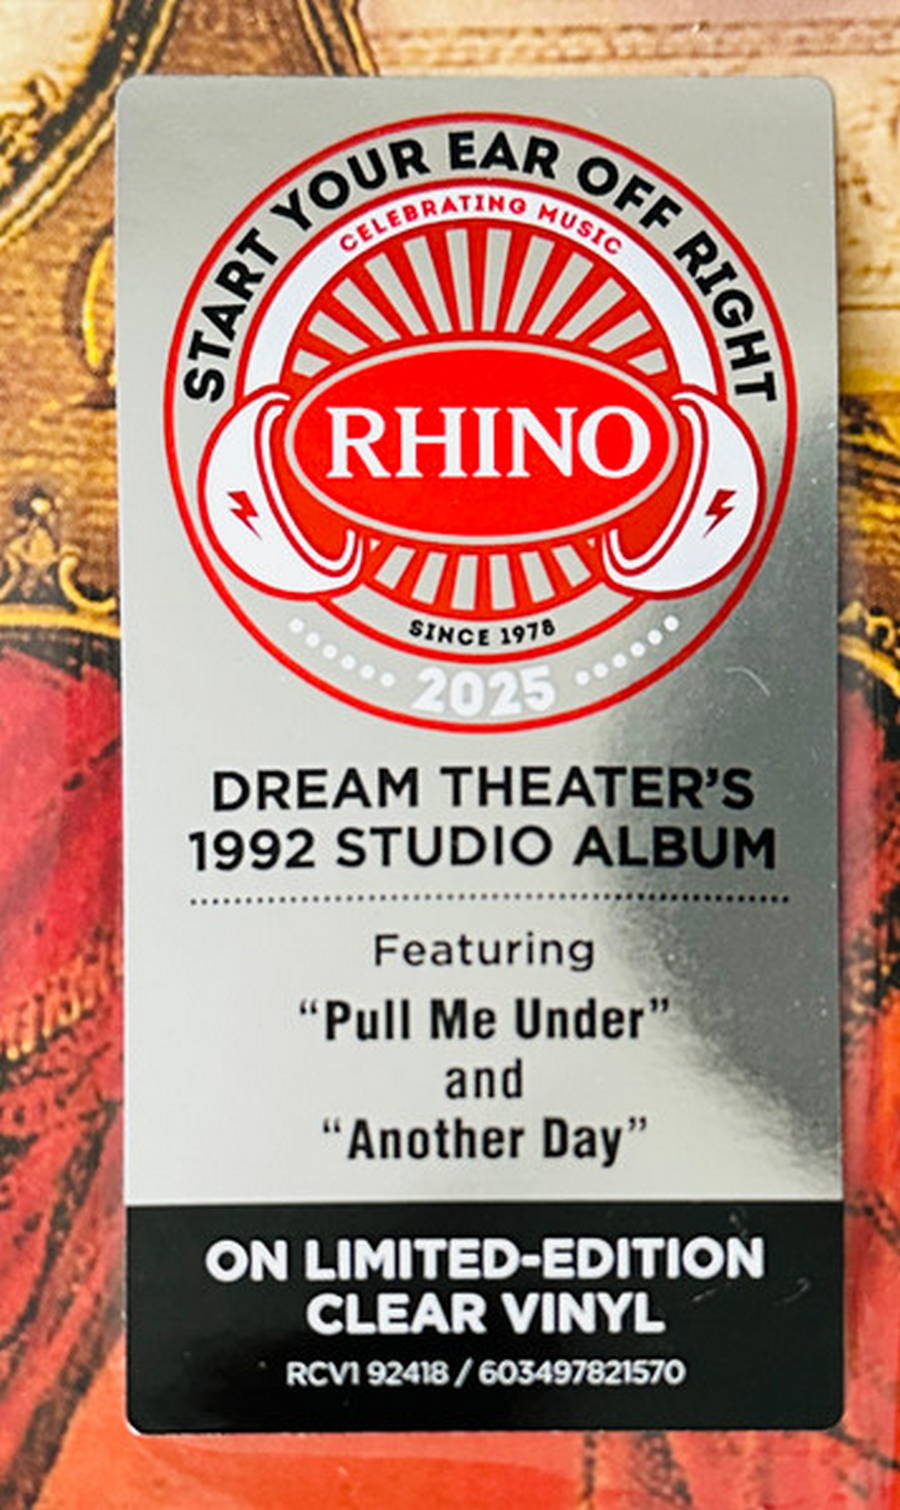 START YOUR EAR OFF RIGHT
CELEBRATING MUSIC
RHINO
SINCE 1978
2025
DREAM THEATER’S
1992 STUDIO ALBUM
Featuring
“Pull Me Under”
and
“Another Day”
ON LIMITED-EDITION
CLEAR VINYL
RCV1 92418 / 603497821570